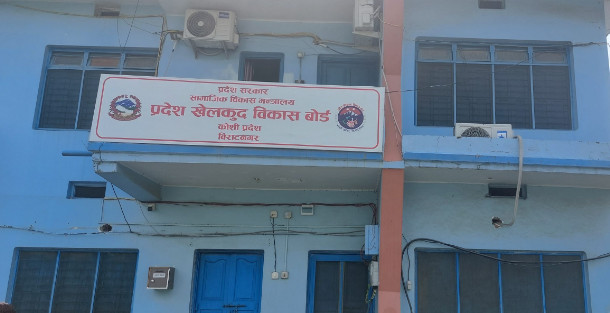 प्रदेश सरकार
सामाजिक विकास मन्त्रालय
प्रदेश खेलकुद विकास बोर्ड
कोशी प्रदेश
विराटनगर